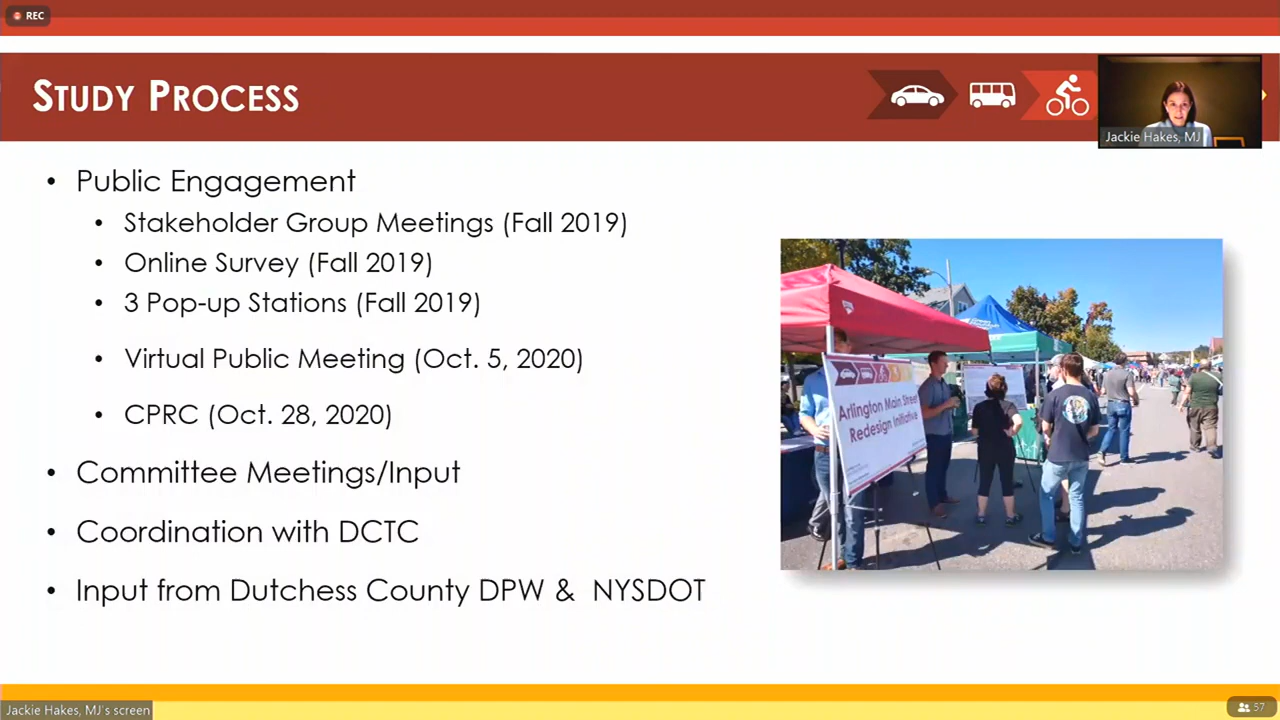 REC
STUDY PROCESS
Jackie Hakes, MJ
• Public Engagement
• Stakeholder Group Meetings (Fall 2019)
• Online Survey (Fall 2019)
• 3 Pop-up Stations (Fall 2019)
• Virtual Public Meeting (Oct. 5, 2020)
• CPRC (Oct. 28, 2020)
• Committee Meetings/Input
• Coordination with DCTC
• Input from Dutchess County DPW & NYSDOT
Arlington Main Street
Redesign Initiative
Jackie Hakes, MJ's screen
57